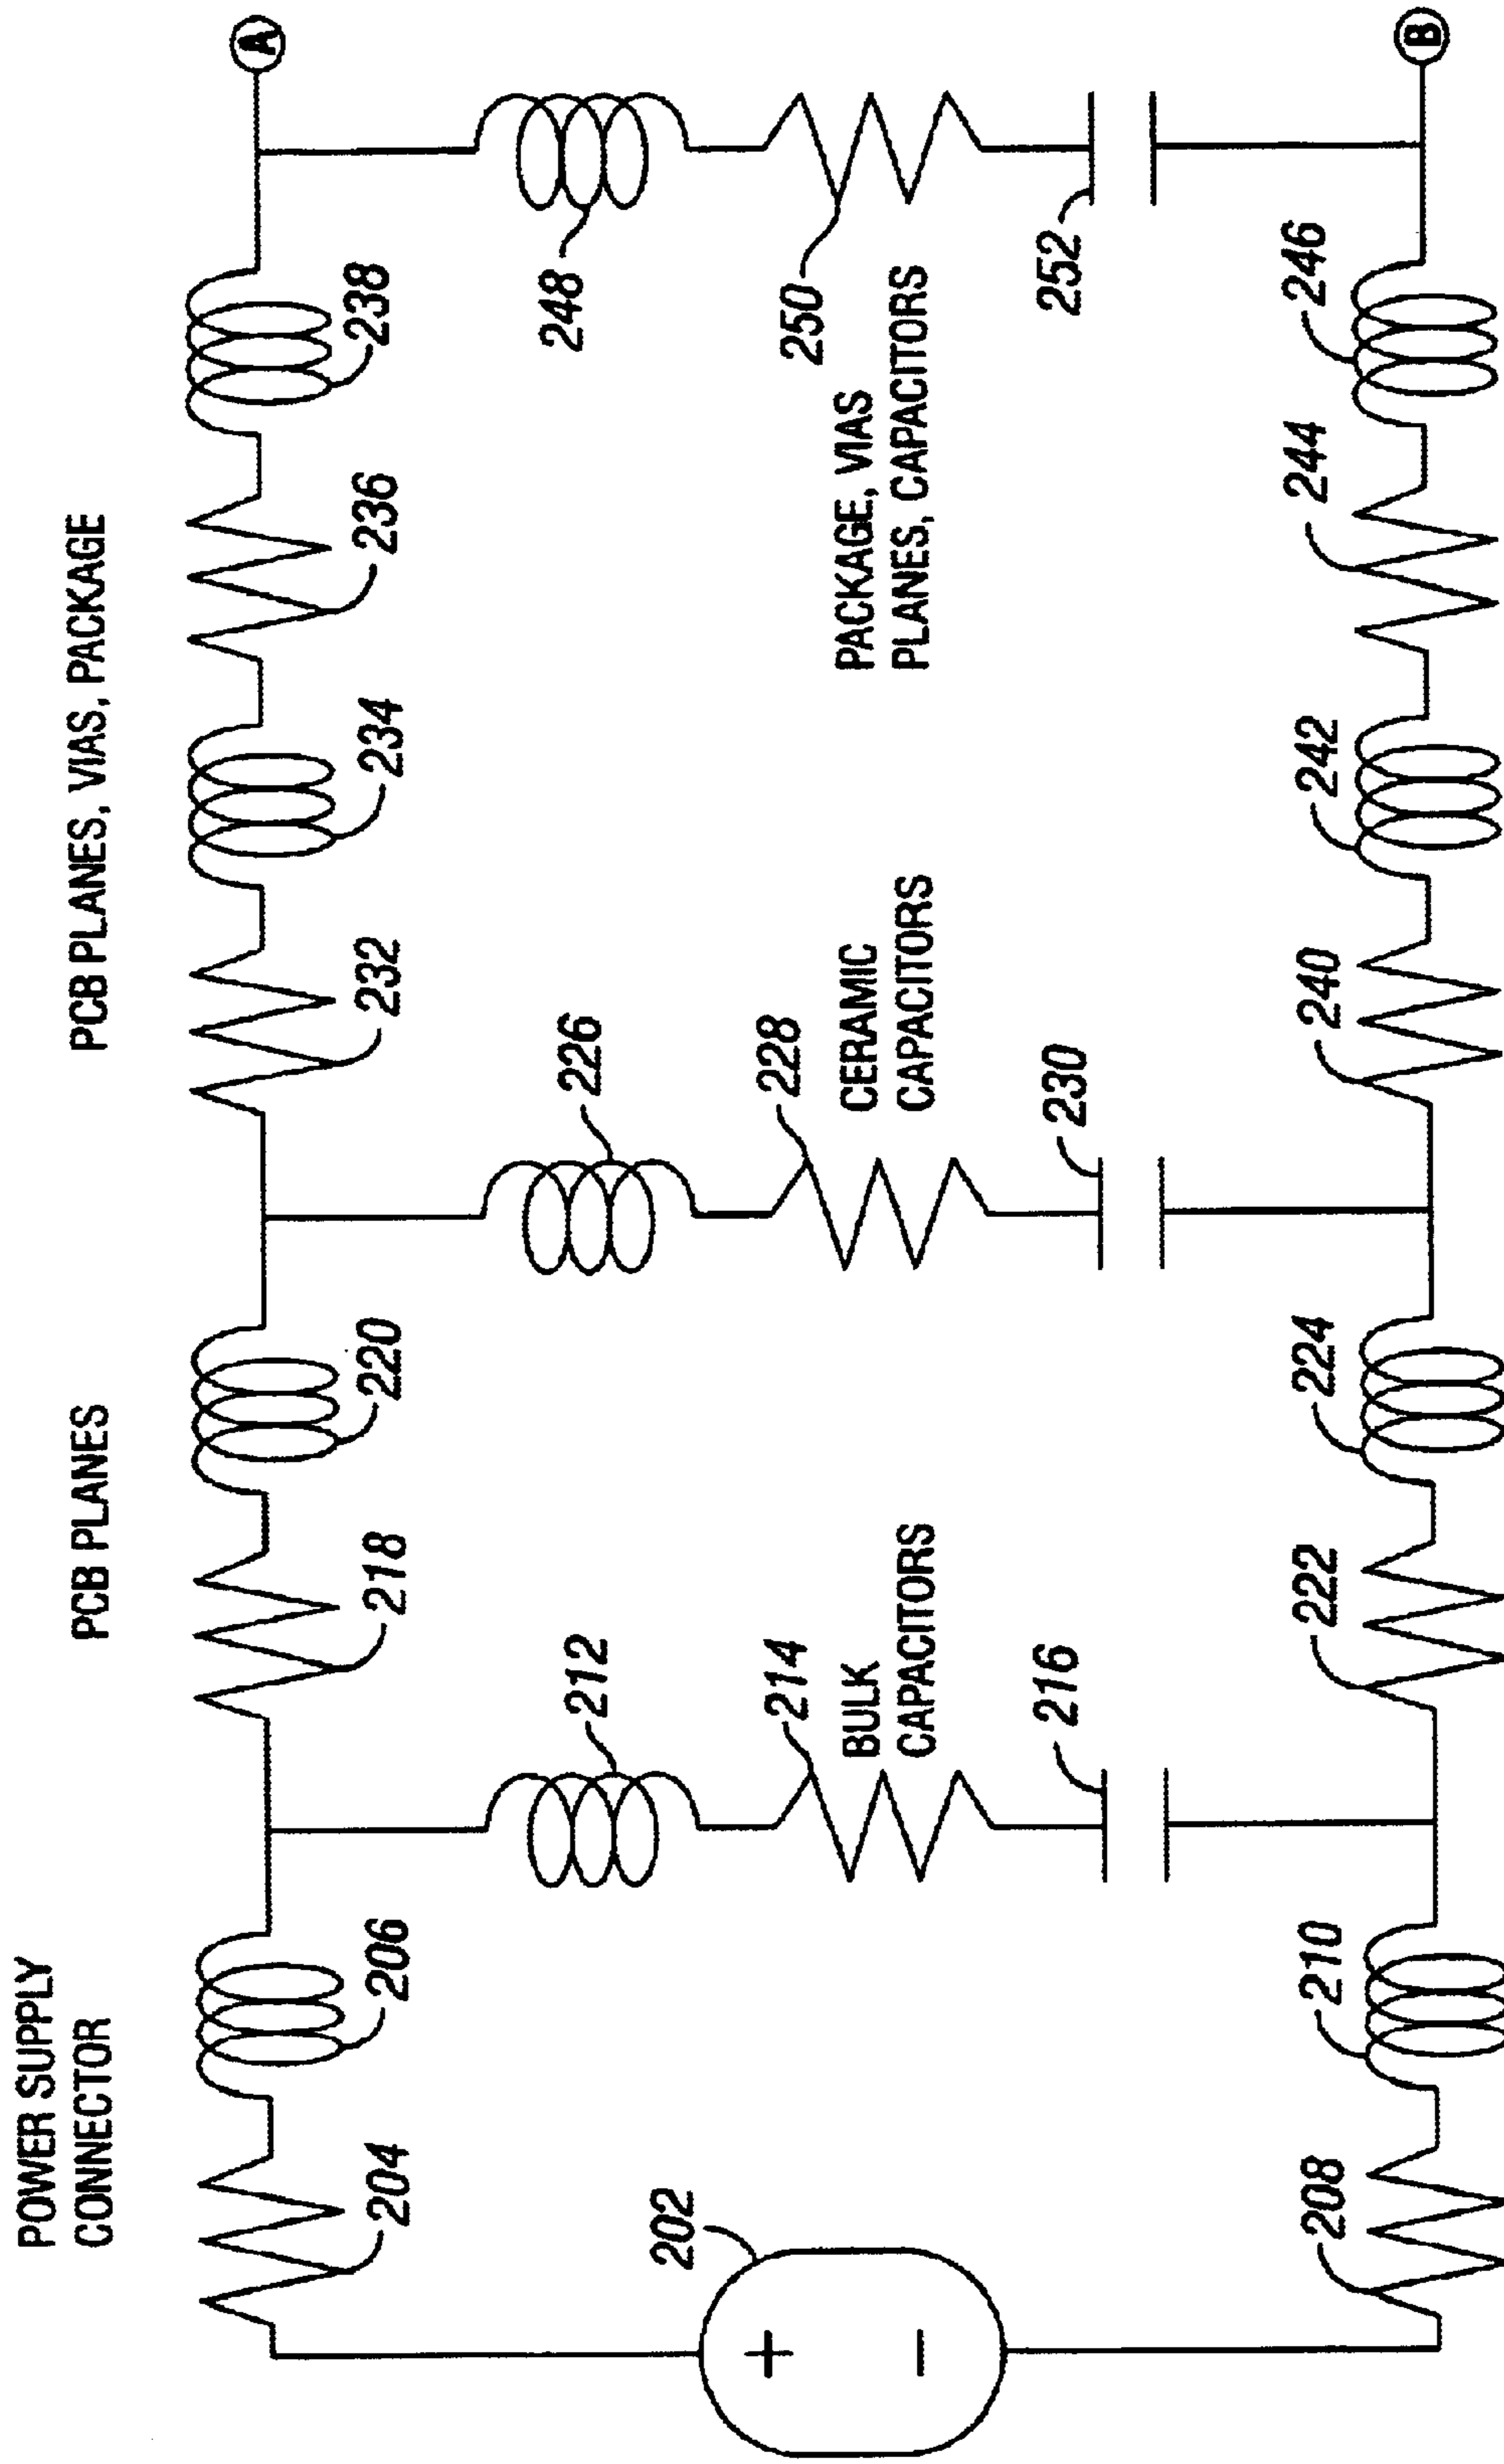 POWER SUPPLY
CONNECTOR
PCB PLANES
PCB PLANES, VIAS, PACKAGE
A
204
206
218
220
232
234
236
238
202
+
−
212
214
BULK
CAPACITORS
216
226
228
CERAMIC
CAPACITORS
230
248
250
PACKAGE, VIAS
PLANES, CAPACITORS
252
208
210
222
224
240
242
244
246
B